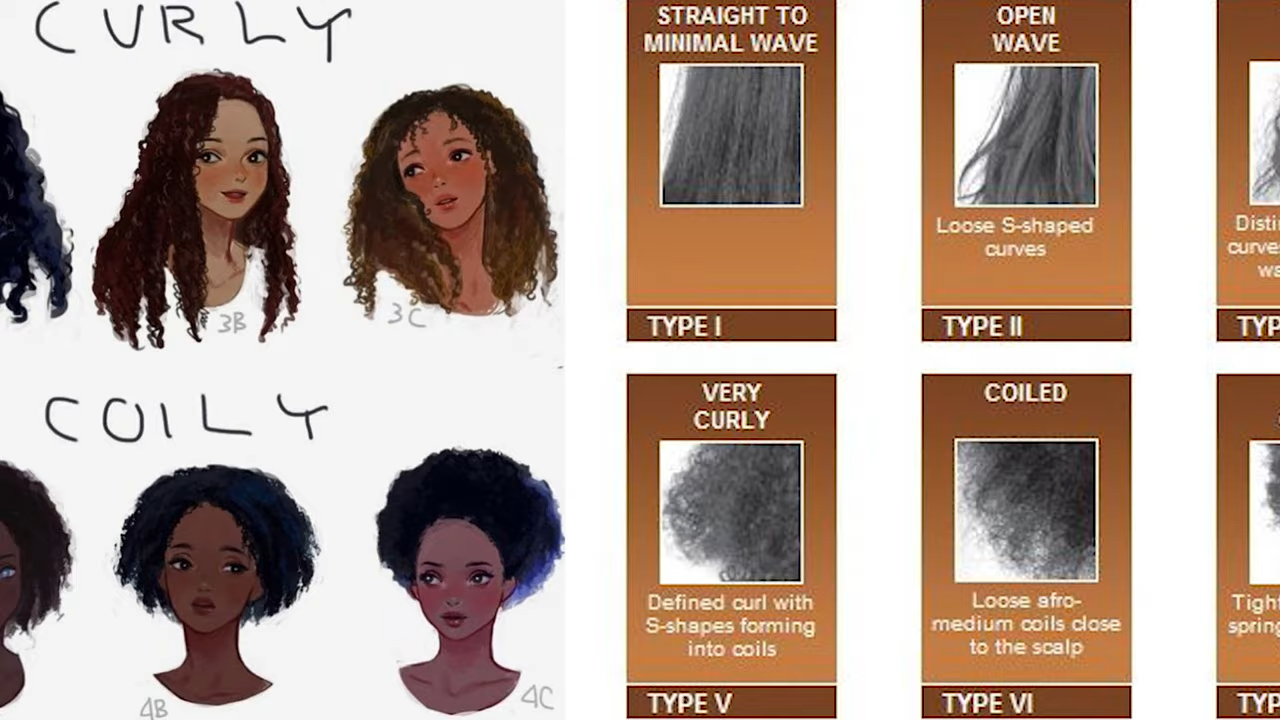 CURLY
3B
3C
COILY
4B
4C
STRAIGHT TO
MINIMAL WAVE
TYPE I
OPEN
WAVE
Loose S-shaped
curves
TYPE II
VERY
CURLY
Defined curl with
S-shapes forming
into coils
TYPE V
COILED
Loose afro-
medium coils close
to the scalp
TYPE VI